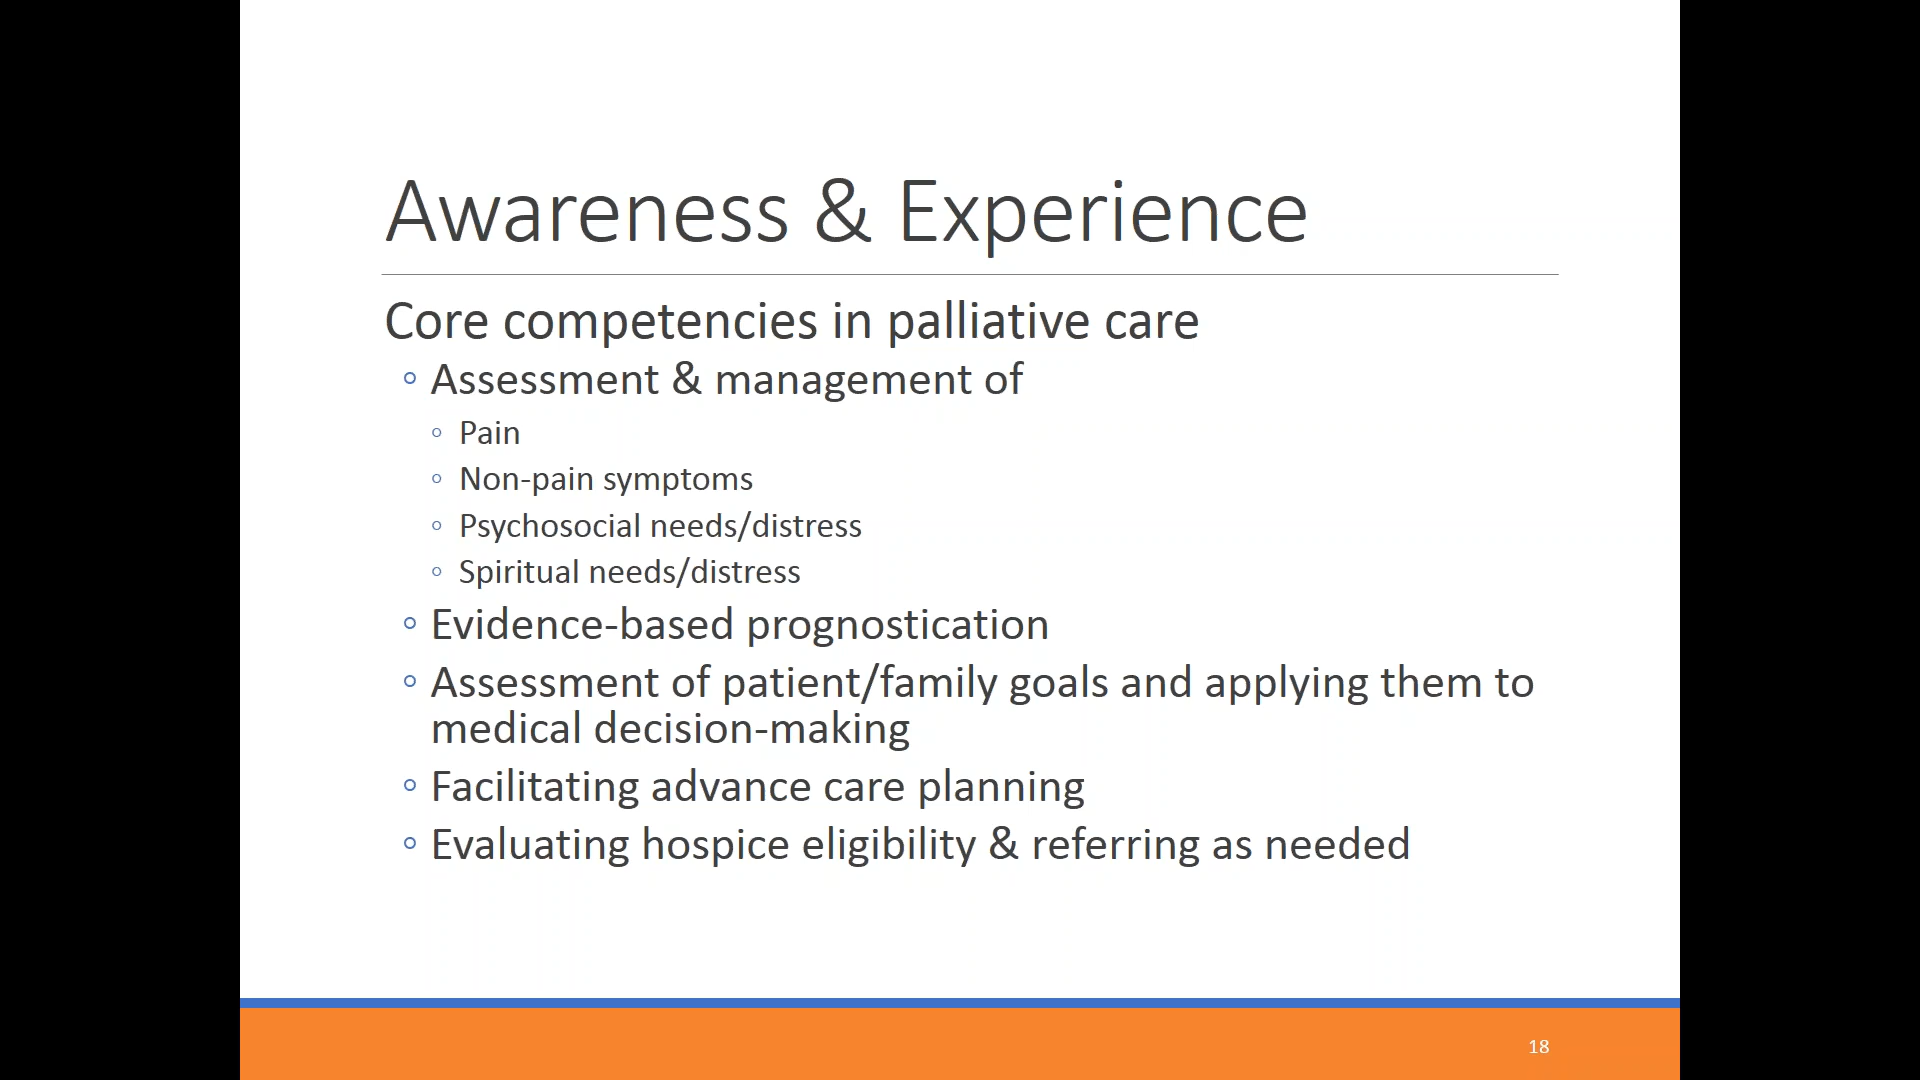 Awareness & Experience
Core competencies in palliative care
◦ Assessment & management of
◦ Pain
◦ Non-pain symptoms
◦ Psychosocial needs/distress
◦ Spiritual needs/distress
◦ Evidence-based prognostication
◦ Assessment of patient/family goals and applying them to
medical decision-making
◦ Facilitating advance care planning
◦ Evaluating hospice eligibility & referring as needed
18